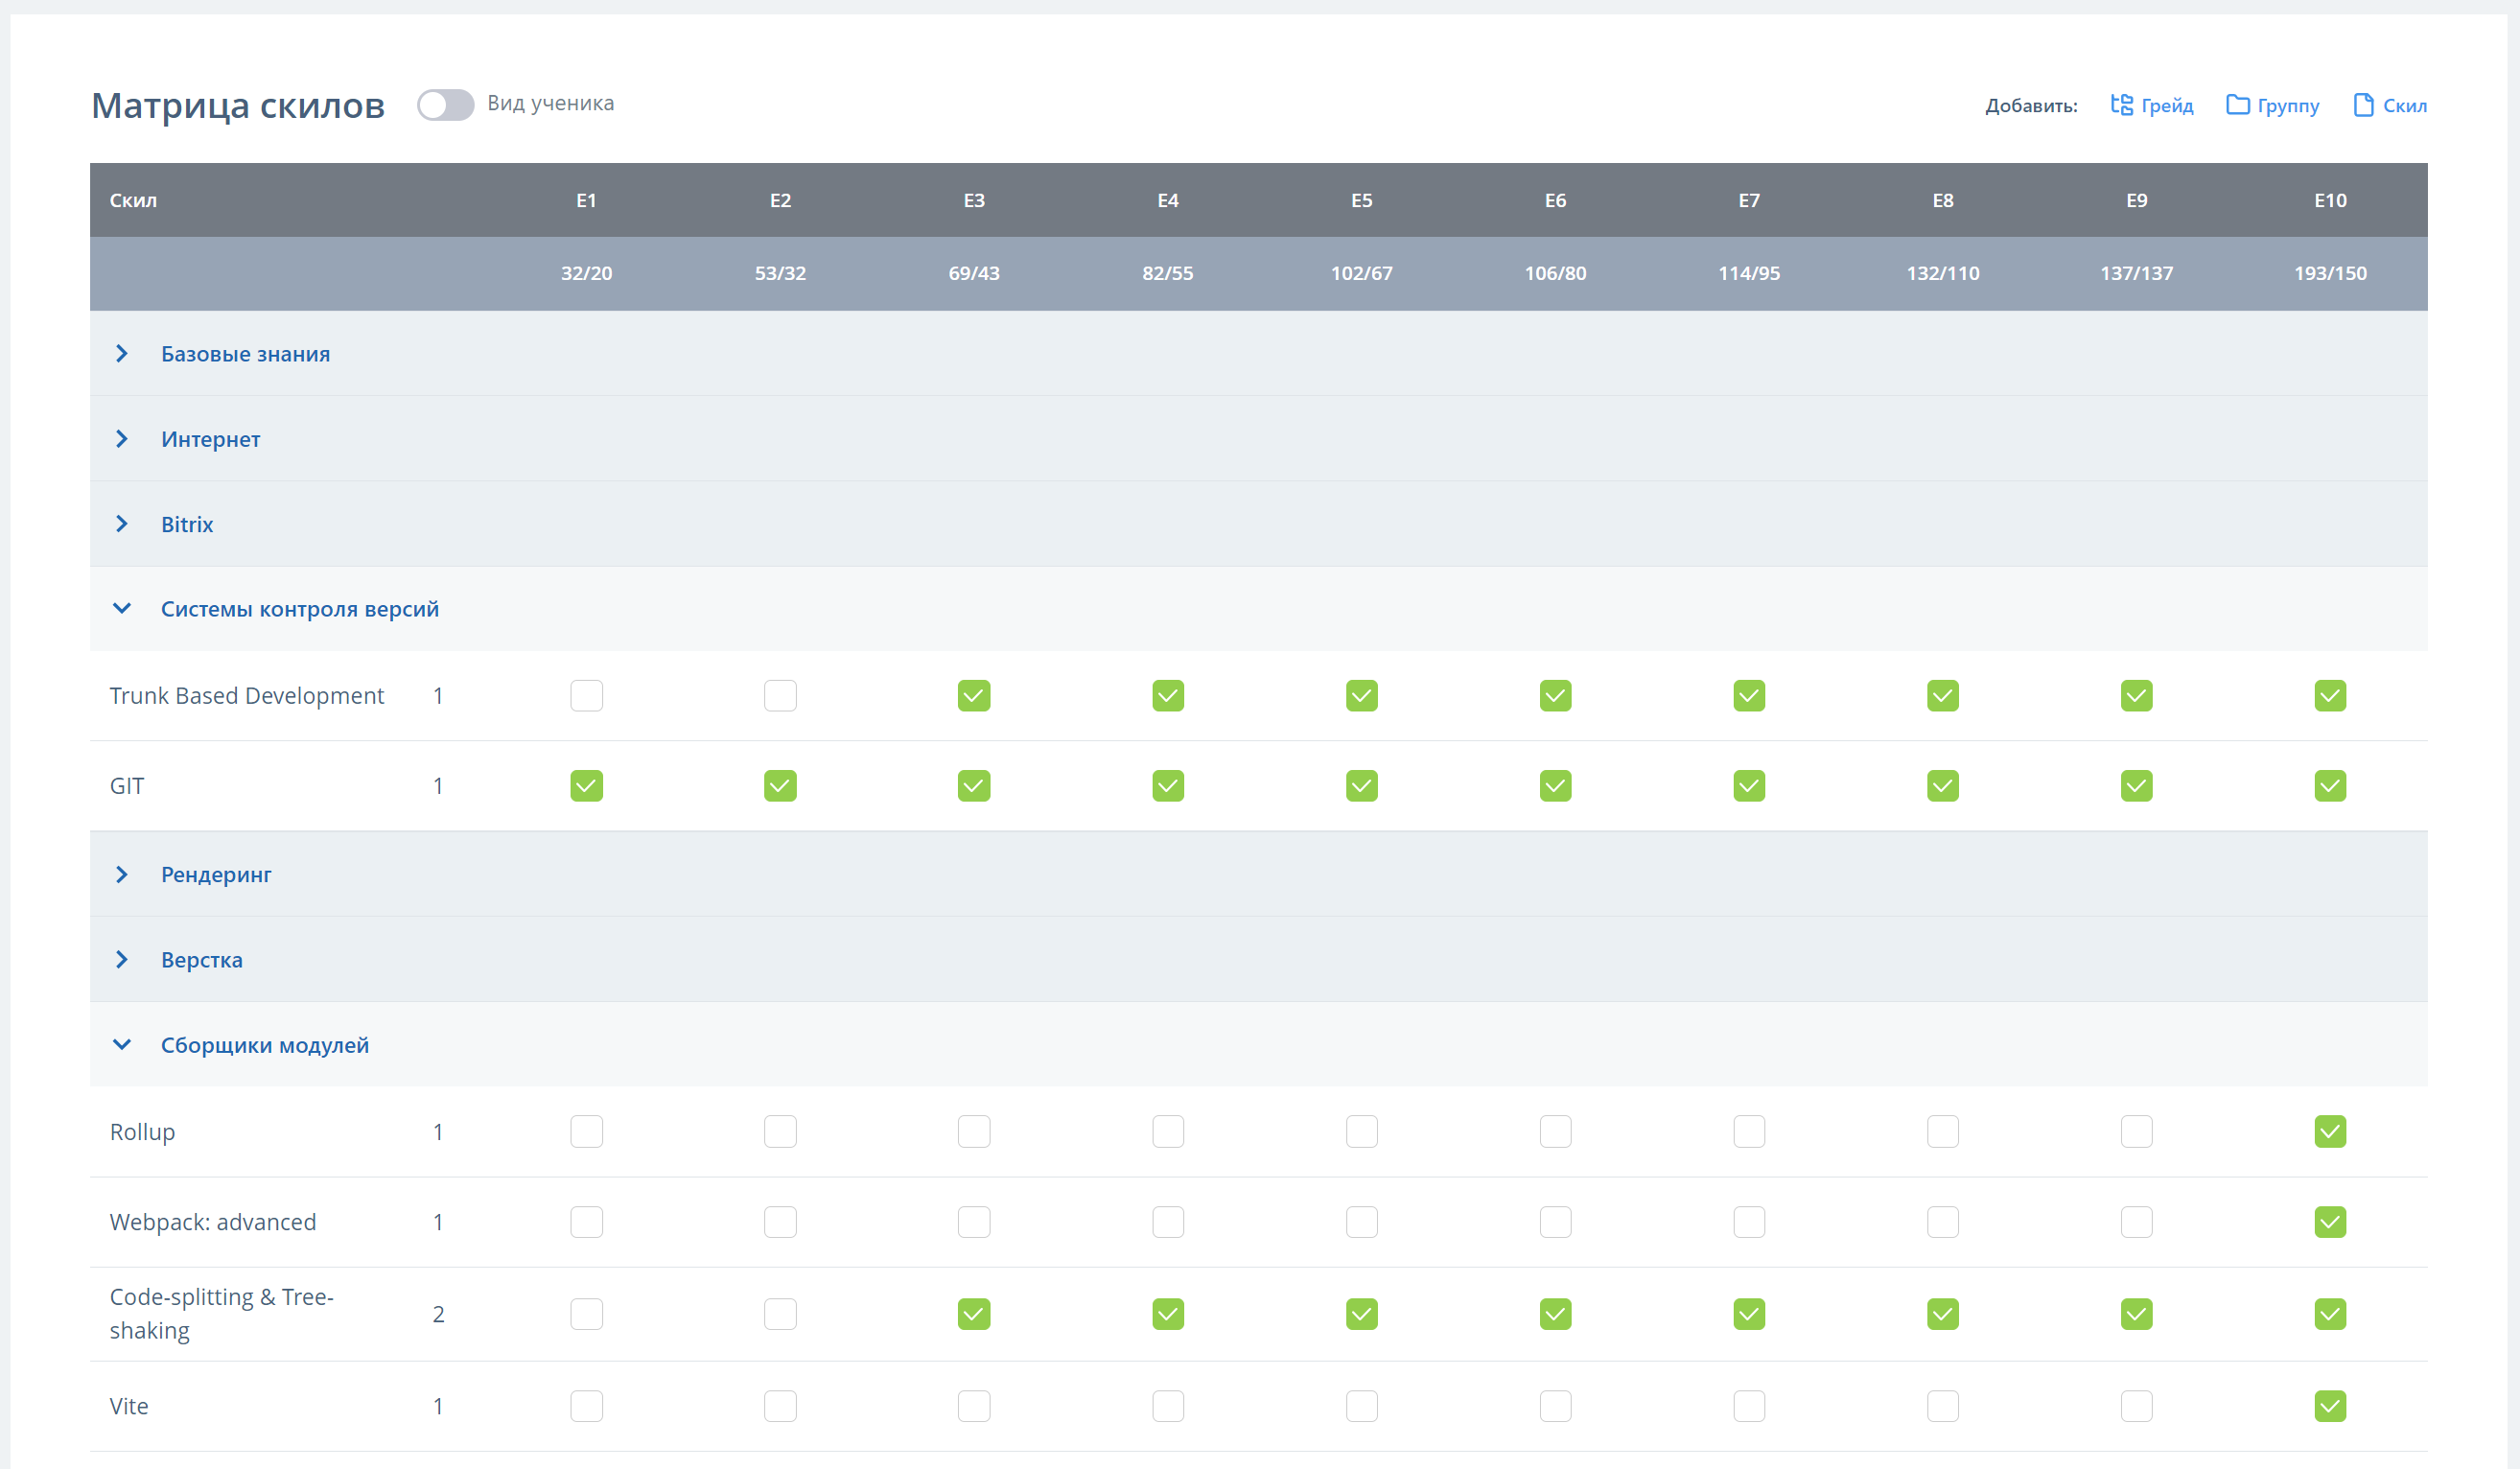 Матрица скилов Вид ученика Добавить: Грейд Группу Скил
Скил E1 E2 E3 E4 E5 E6 E7 E8 E9 E10
32/20 53/32 69/43 82/55 102/67 106/80 114/95 132/110 137/137 193/150
Базовые знания
Интернет
Bitrix
Системы контроля версий
Trunk Based Development 1
GIT 1
Рендеринг
Верстка
Сборщики модулей
Rollup 1
Webpack: advanced 1
Code-splitting & Tree-
shaking 2
Vite 1